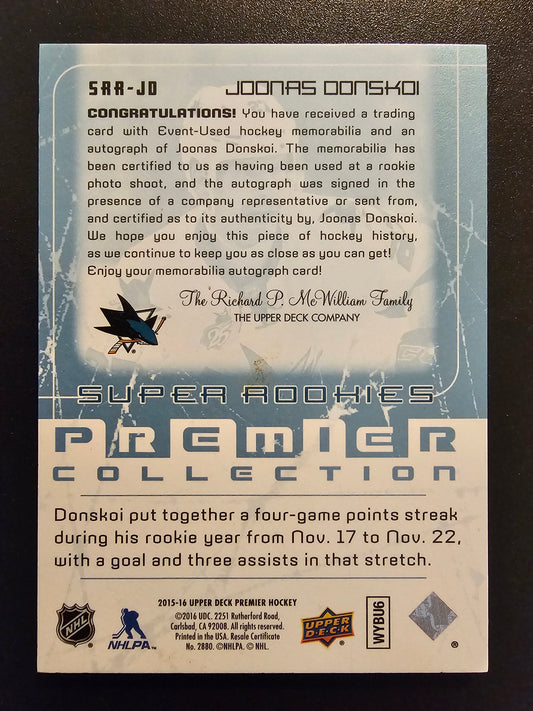 SRR-JD JOONAS DONSKOI
CONGRATULATIONS! You have received a trading
card with Event-Used hockey memorabilia and an
autograph of Joonas Donskoi. The memorabilia has
been certified to us as having been used at a rookie
photo shoot, and the autograph was signed in the
presence of a company representative or sent from,
and certified as to its authenticity by, Joonas Donskoi.
We hope you enjoy this piece of hockey history,
as we continue to keep you as close as you can get!
Enjoy your memorabilia autograph card!
The Richard P. McWilliam Family
THE UPPER DECK COMPANY
SUPER ROOKIES
PREMIER
COLLECTION
Donskoi put together a four-game points streak
during his rookie year from Nov. 17 to Nov. 22,
with a goal and three assists in that stretch.
2015-16 UPPER DECK PREMIER HOCKEY
©2016 UDC. 2251 Rutherford Road,
Carlsbad, CA 92008. All rights reserved.
Printed in the USA. Resale Certificate
No. 2880. ©NHLPA. © NHL.
NHL
NHLPA
UPPER
DECK
WYBU6
®